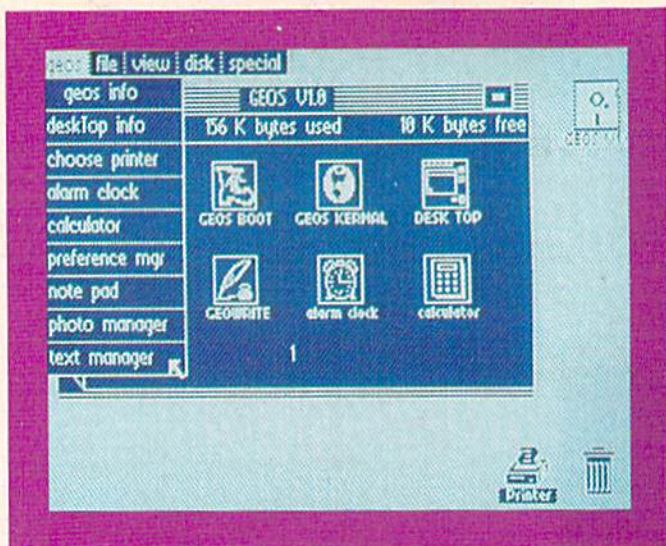 geos file view disk special
geos info
deskTop info
choose printer
alarm clock
calculator
preference mgr
note pad
photo manager
text manager
GEOS V1.0
156 K bytes used 10 K bytes free
GEOS BOOT GEOS KERNAL DESK TOP
GEOWRITE alarm clock calculator
1
GEOS V1
Printer